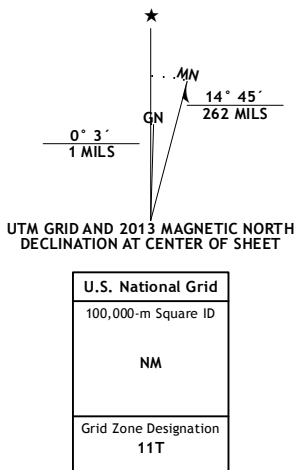 MN
GN
14° 45´
262 MILS
0° 3´
1 MILS
UTM GRID AND 2013 MAGNETIC NORTH
DECLINATION AT CENTER OF SHEET
U.S. National Grid
100,000-m Square ID
NM
Grid Zone Designation
11T